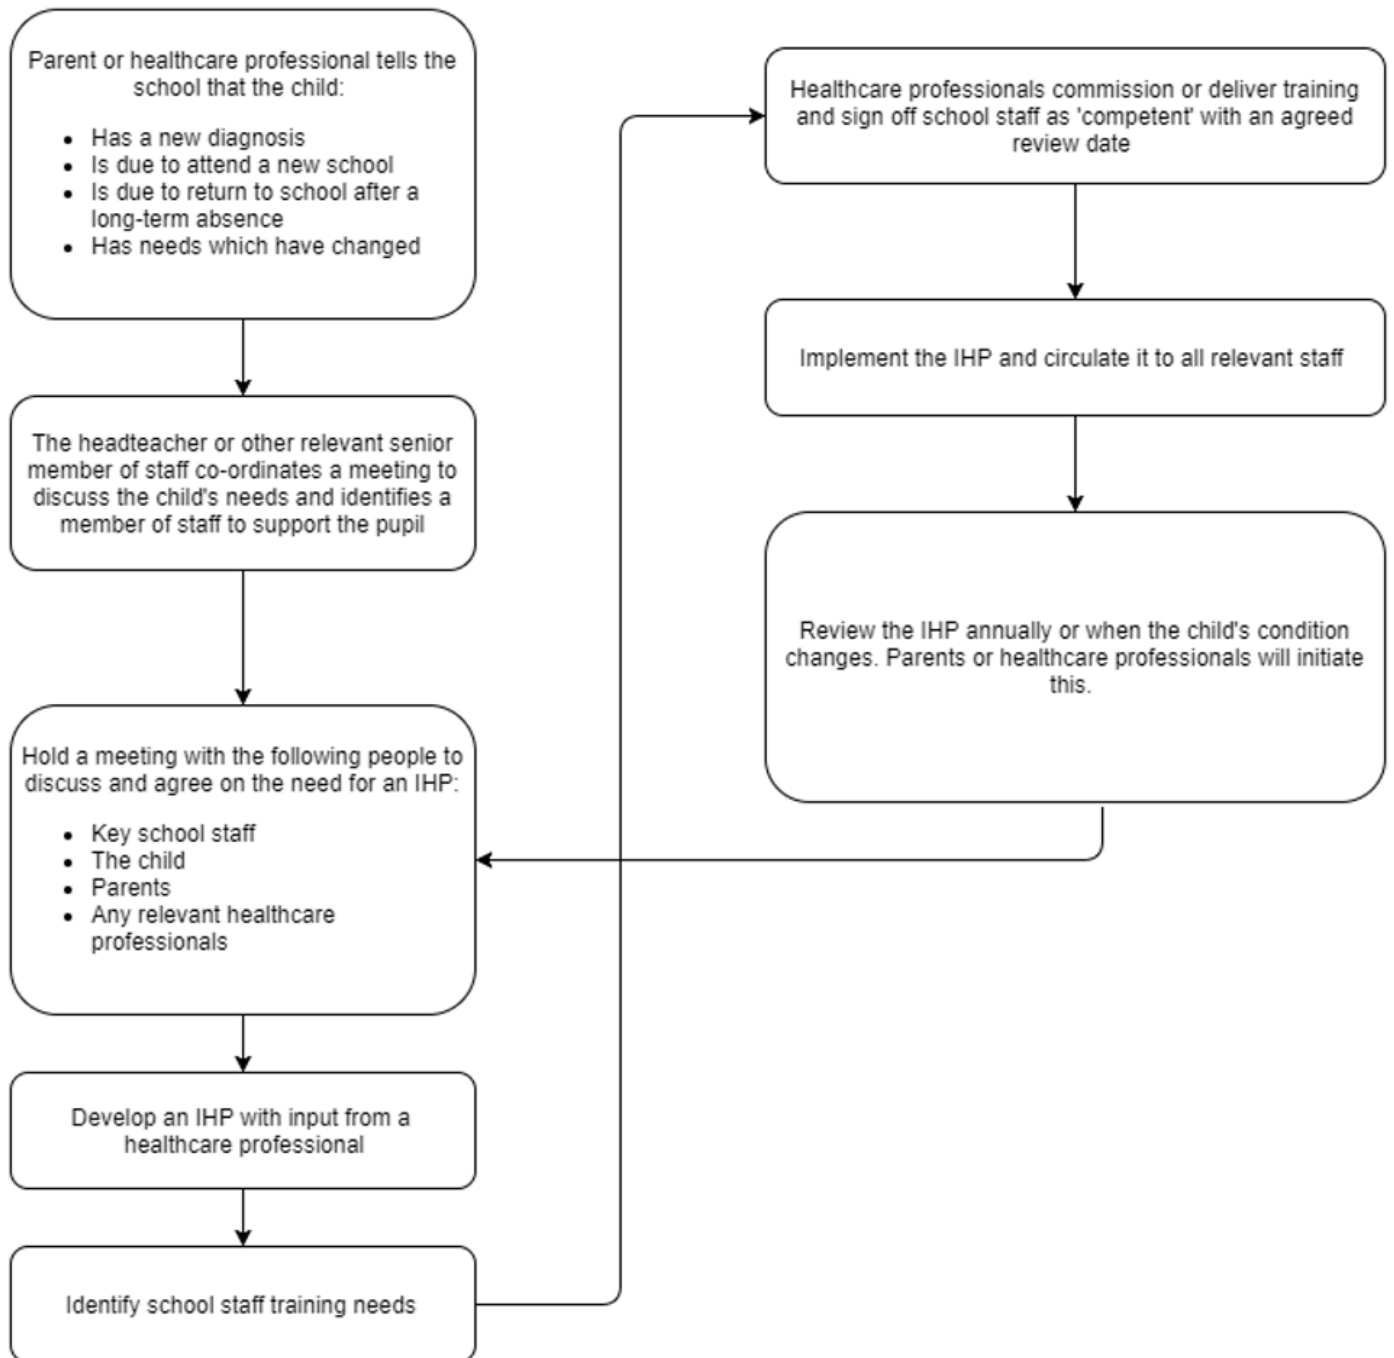 Parent or healthcare professional tells the
school that the child:
• Has a new diagnosis
• Is due to attend a new school
• Is due to return to school after a
long-term absence
• Has needs which have changed
The headteacher or other relevant senior
member of staff co-ordinates a meeting to
discuss the child's needs and identifies a
member of staff to support the pupil
Hold a meeting with the following people to
discuss and agree on the need for an IHP:
• Key school staff
• The child
• Parents
• Any relevant healthcare
professionals
Develop an IHP with input from a
healthcare professional
Identify school staff training needs
Healthcare professionals commission or deliver training
and sign off school staff as 'competent' with an agreed
review date
Implement the IHP and circulate it to all relevant staff
Review the IHP annually or when the child's condition
changes. Parents or healthcare professionals will initiate
this.